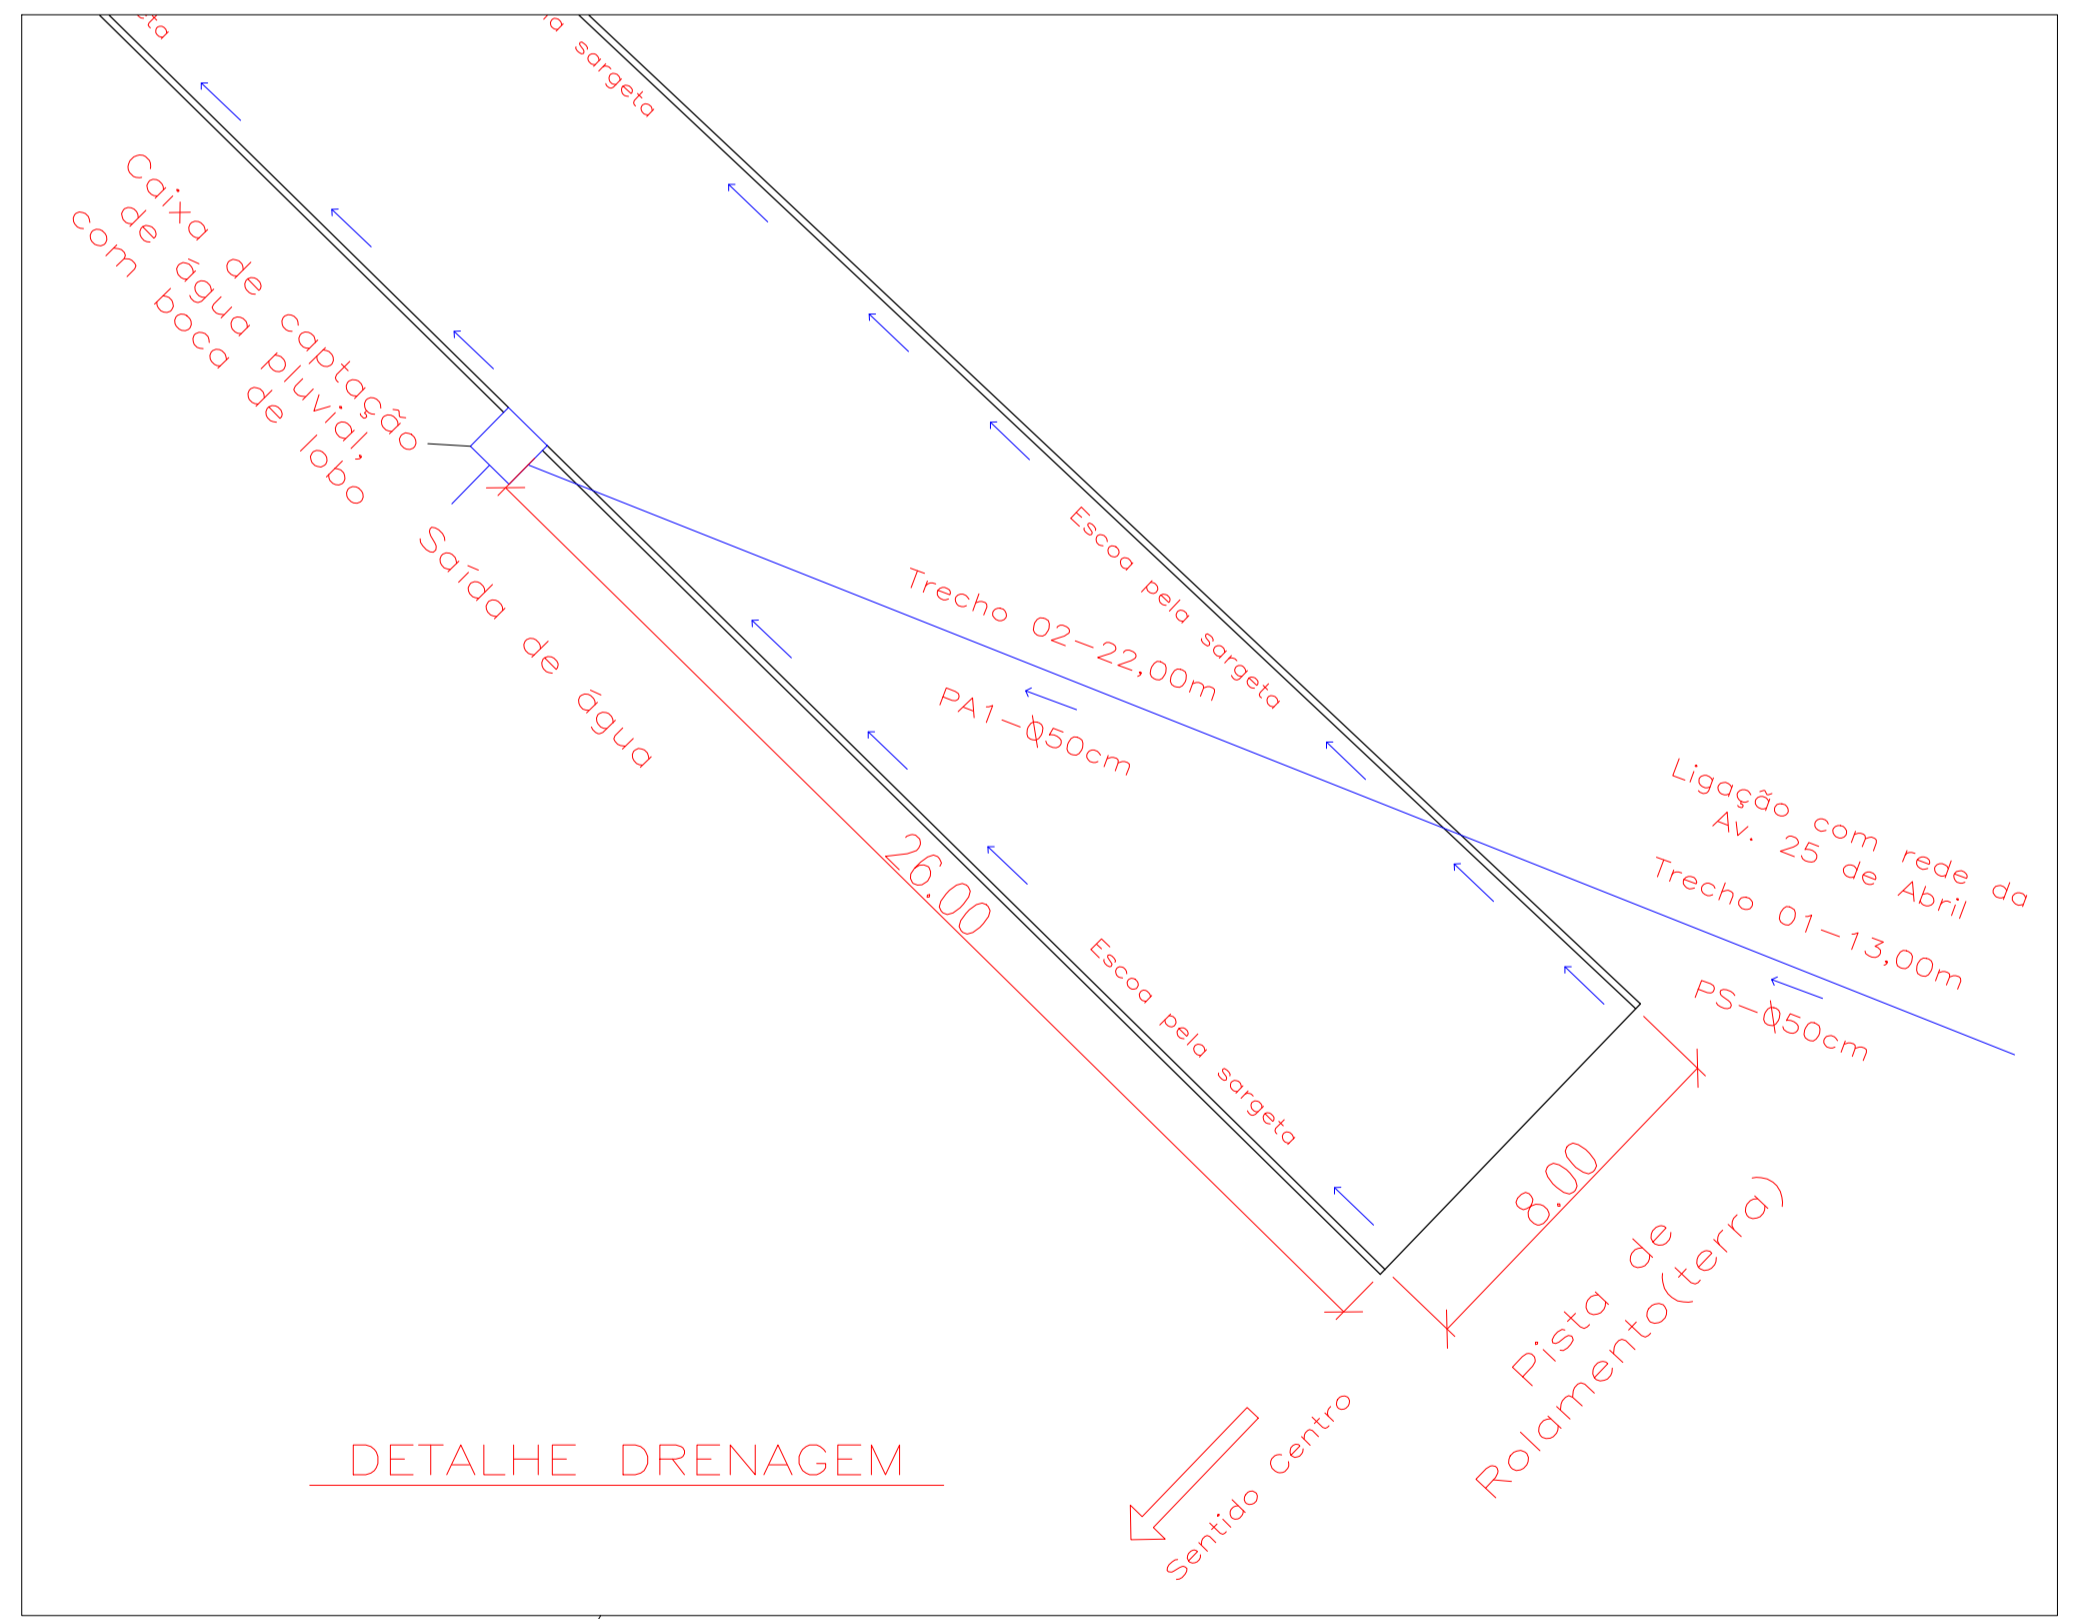 sargeta
Caixa de captação
de água pluvial,
com boca de lobo
Saída de água
Escoa pela sargeta
Trecho 02-22,00m
PA1-Ø50cm
Ligação com rede da
Av. 25 de Abril
Trecho 01-13,00m
PS-Ø50cm
26.00
Escoa pela sargeta
8.00
Pista de
Rolamento(terra)
Sentido Centro
DETALHE DRENAGEM